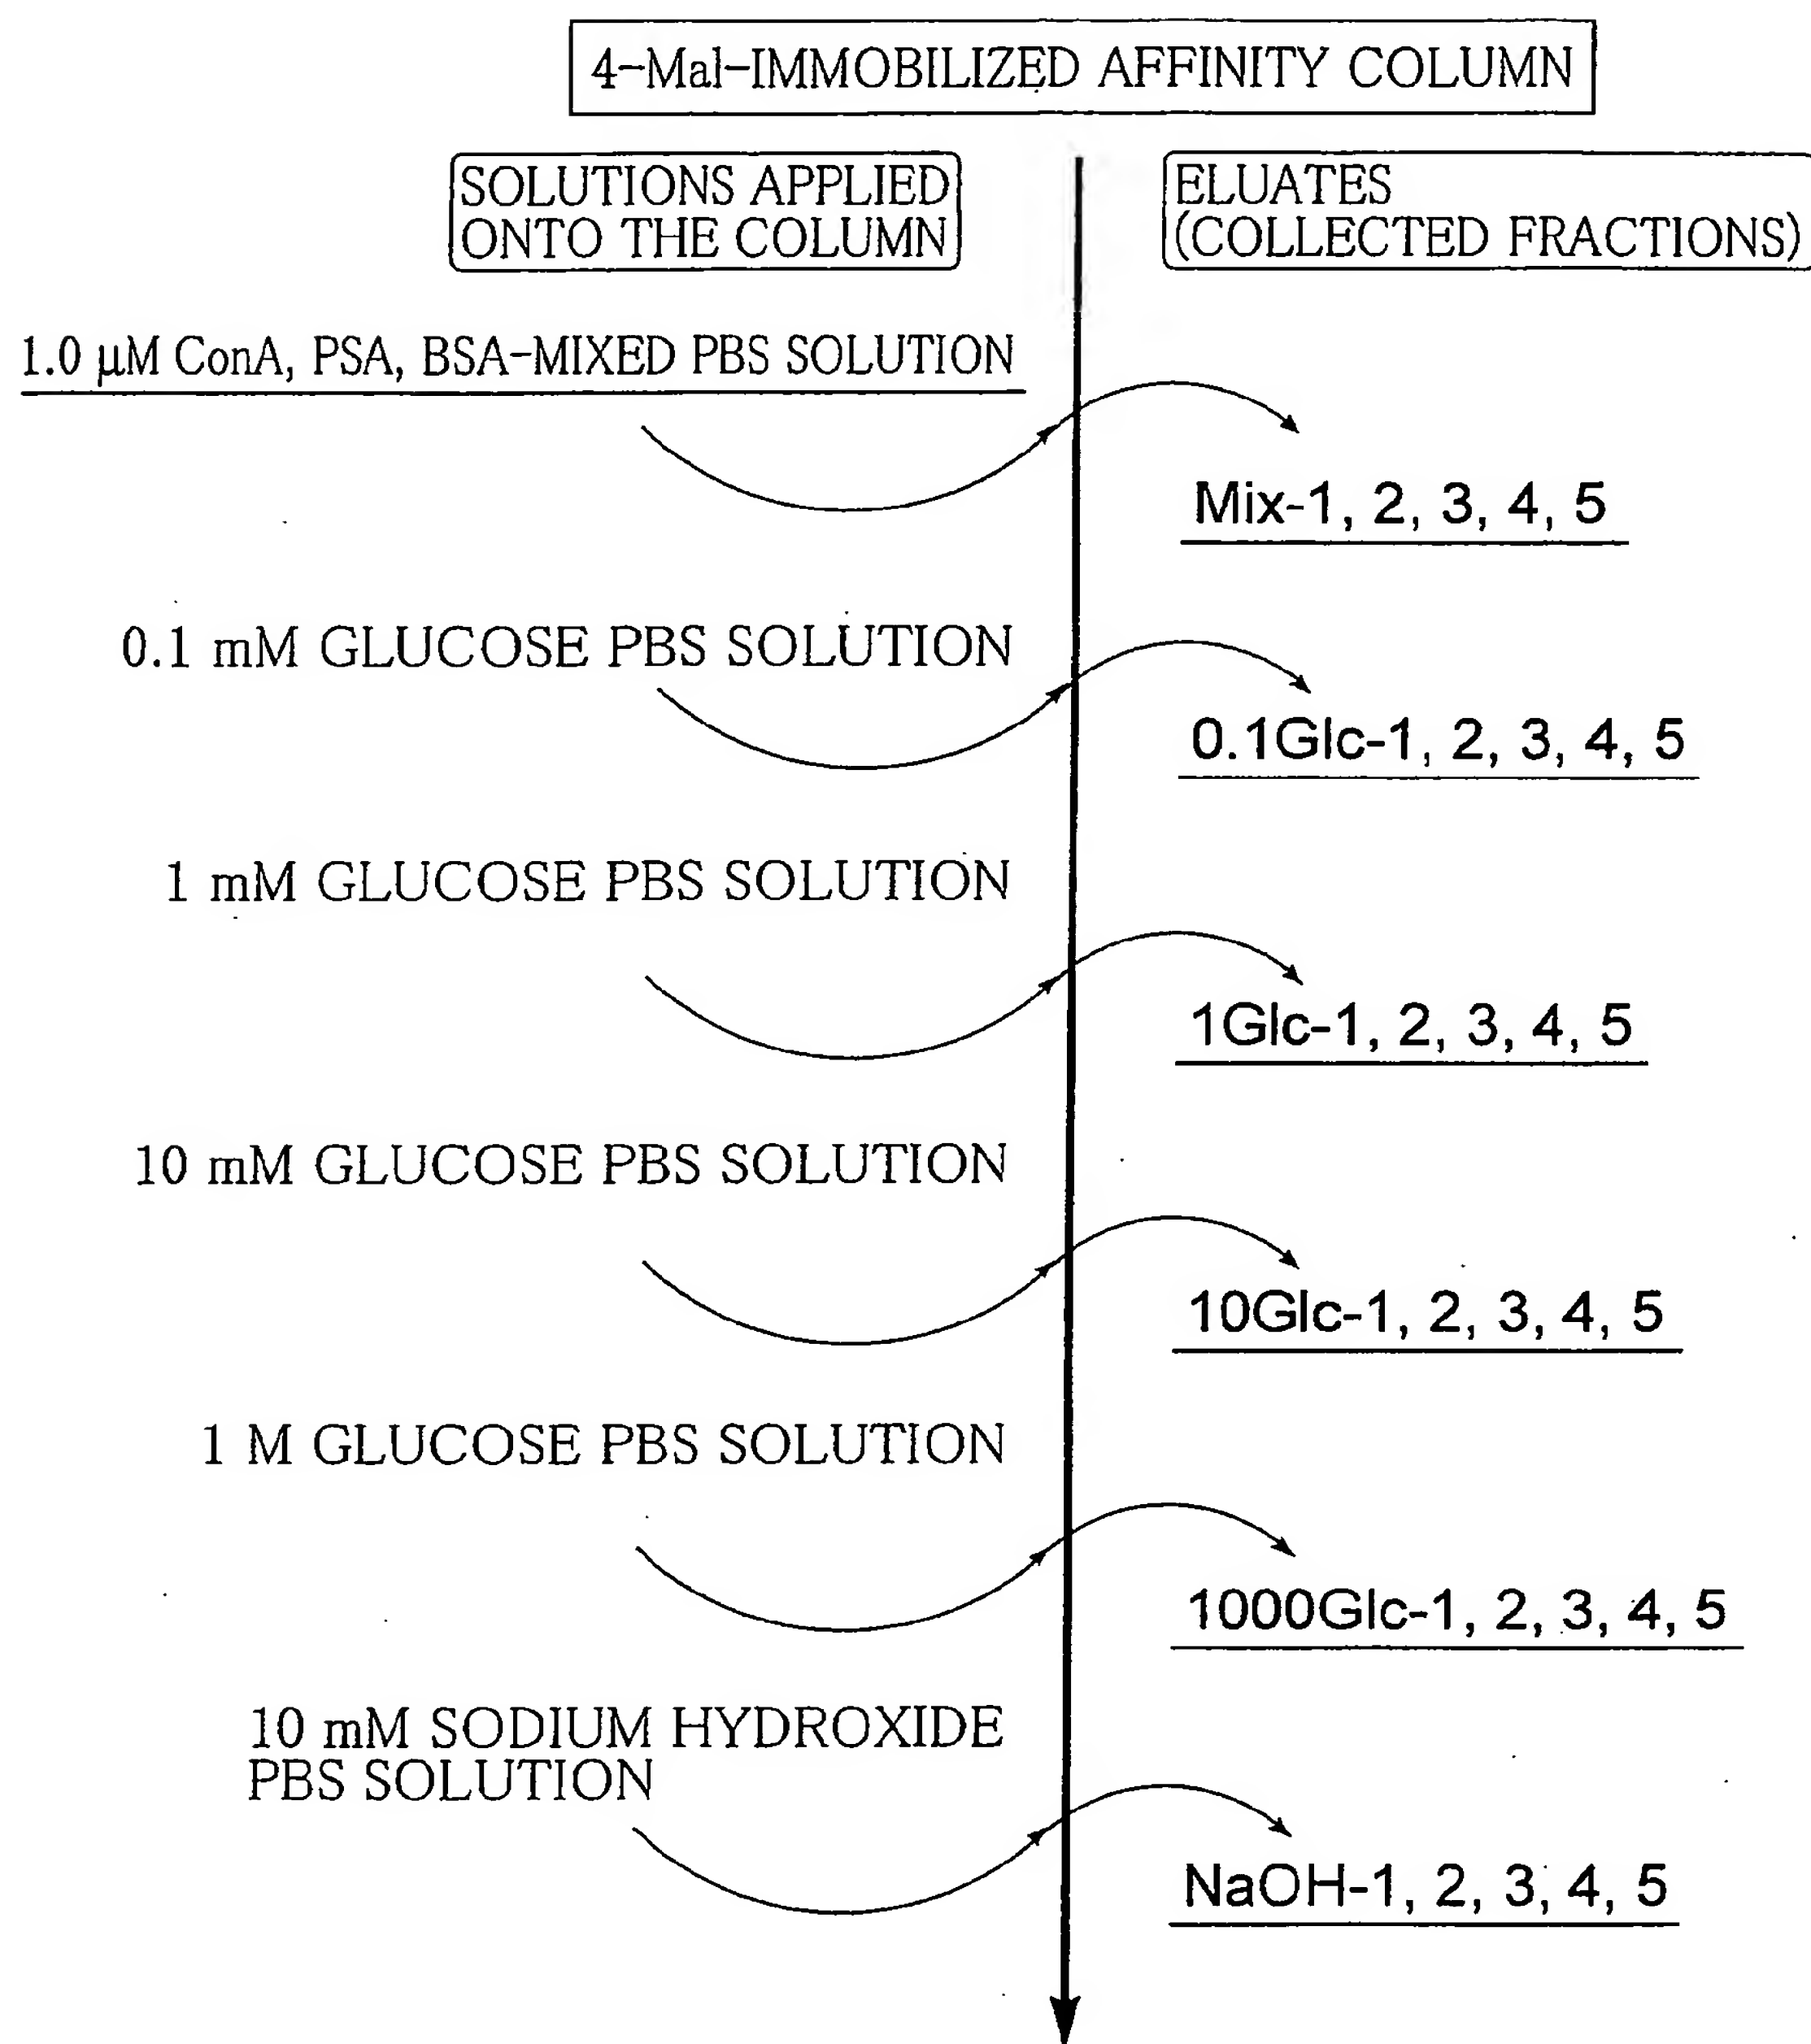 4-Mal-IMMOBILIZED AFFINITY COLUMN
SOLUTIONS APPLIED
ONTO THE COLUMN
ELUATES
(COLLECTED FRACTIONS)
1.0 μM ConA, PSA, BSA-MIXED PBS SOLUTION
Mix-1, 2, 3, 4, 5
0.1 mM GLUCOSE PBS SOLUTION
0.1Glc-1, 2, 3, 4, 5
1 mM GLUCOSE PBS SOLUTION
1Glc-1, 2, 3, 4, 5
10 mM GLUCOSE PBS SOLUTION
10Glc-1, 2, 3, 4, 5
1 M GLUCOSE PBS SOLUTION
1000Glc-1, 2, 3, 4, 5
10 mM SODIUM HYDROXIDE
PBS SOLUTION
NaOH-1, 2, 3, 4, 5